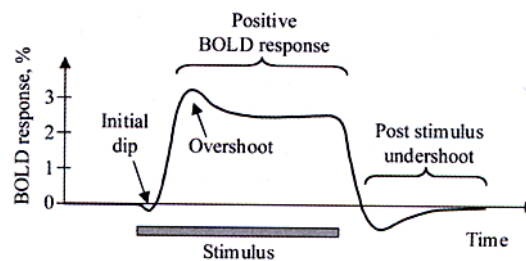 Positive
BOLD response
BOLD response, %
3
2
1
0
Initial
dip
Overshoot
Post stimulus
undershoot
Time
Stimulus